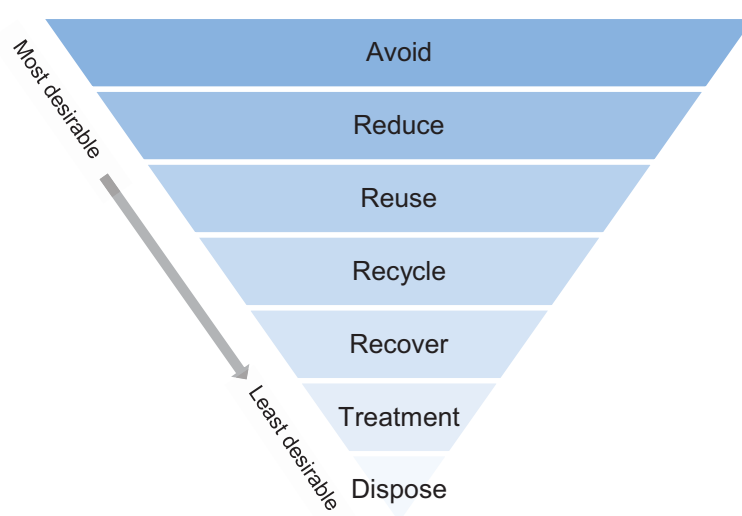 Most desirable
Avoid
Reduce
Reuse
Recycle
Recover
Treatment
Dispose
Least desirable